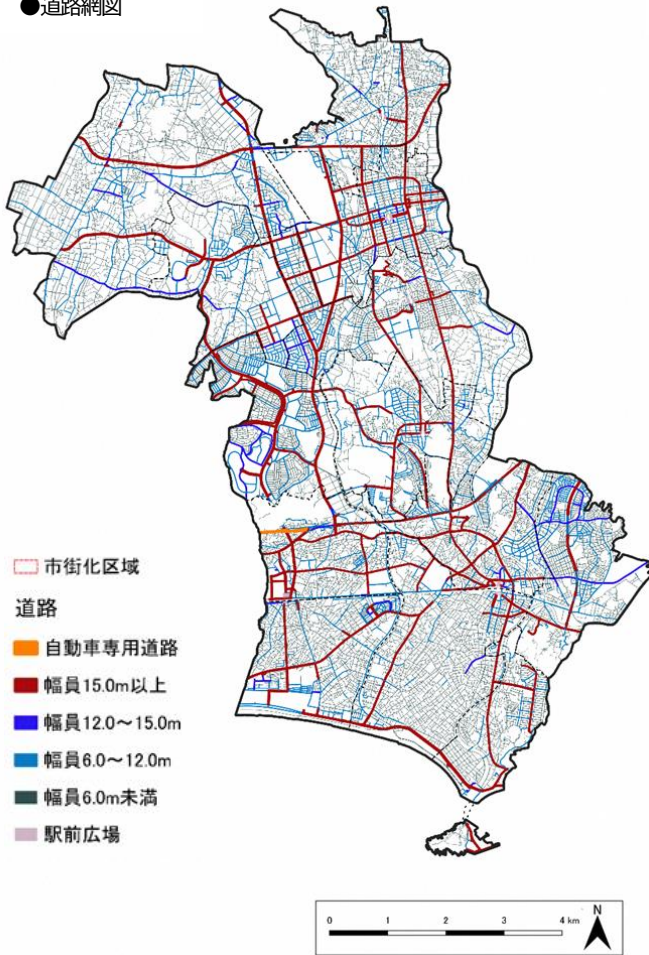 ●道路網図
市街化区域
道路
自動車専用道路
幅員15.0m以上
幅員12.0～15.0m
幅員6.0～12.0m
幅員6.0m未満
駅前広場
0 1 2 3 4 km
N